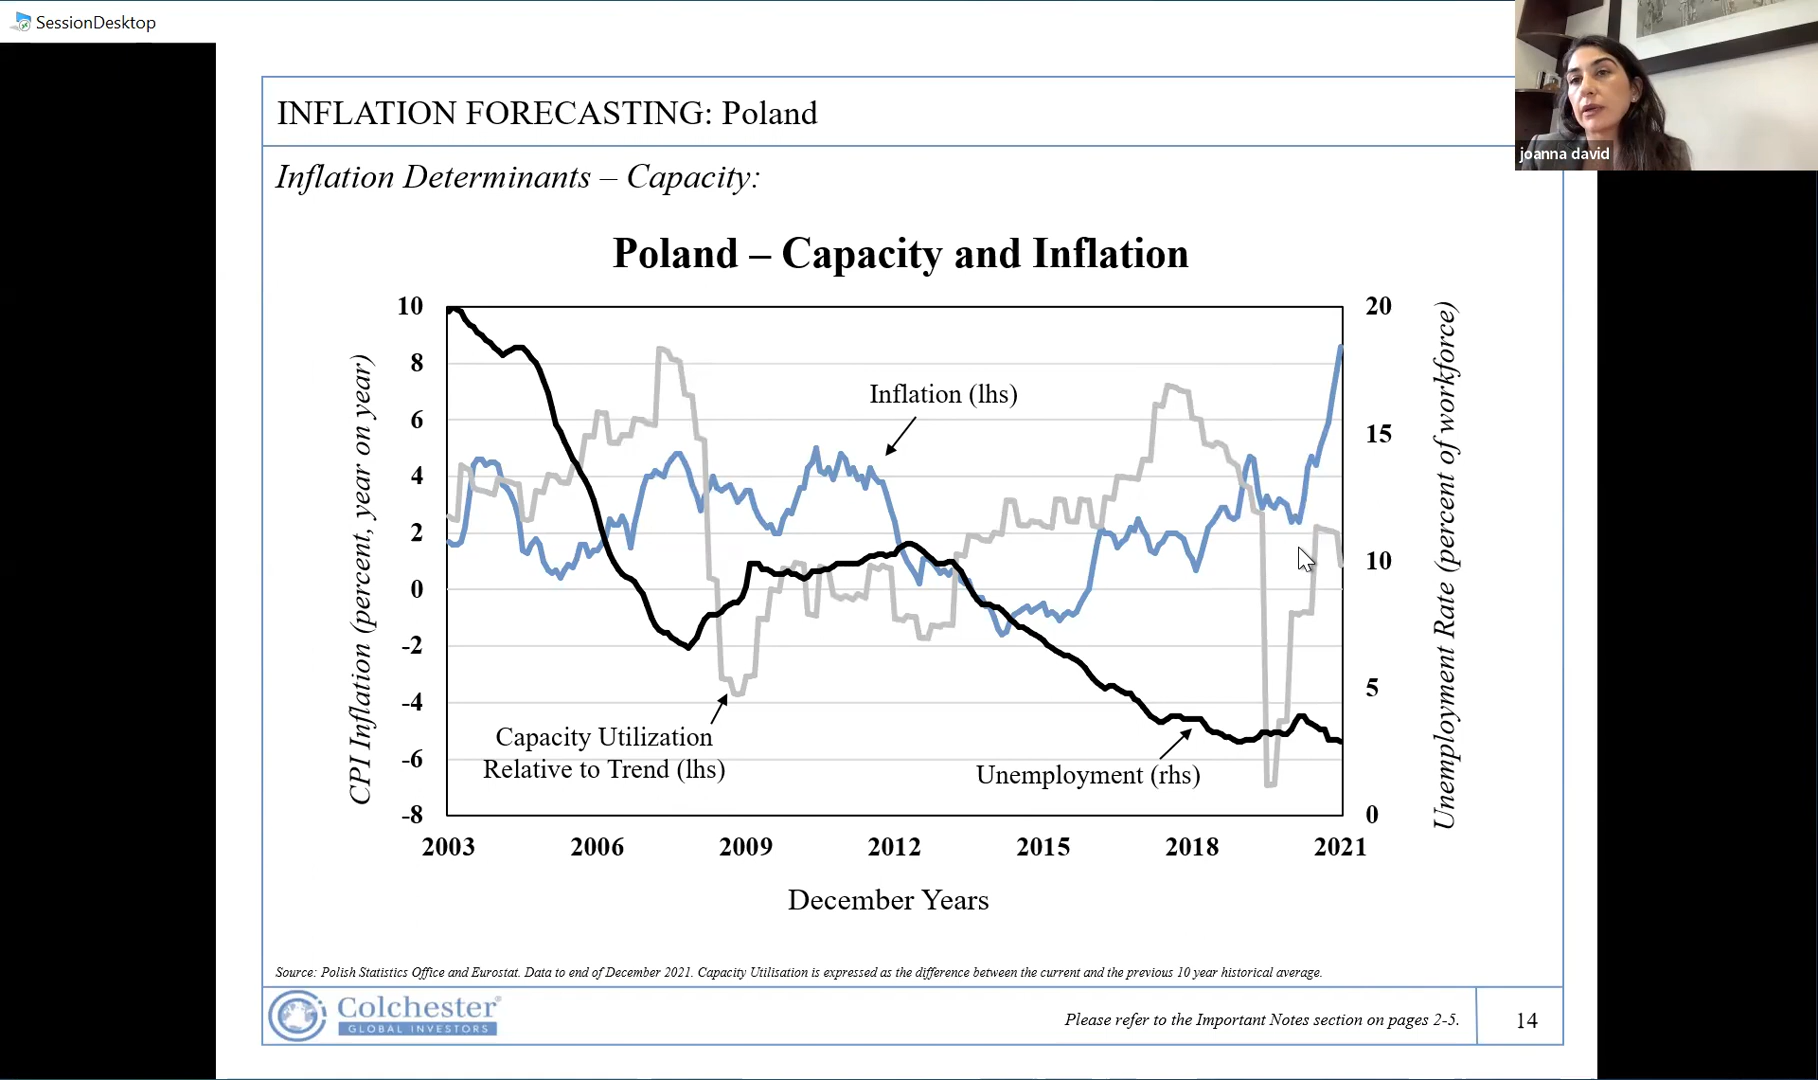 SessionDesktop
joanna david
INFLATION FORECASTING: Poland
Inflation Determinants – Capacity:
Poland – Capacity and Inflation
10
8
6
4
2
0
-2
-4
-6
-8
CPI Inflation (percent, year on year)
20
15
10
5
0
Unemployment Rate (percent of workforce)
Inflation (lhs)
Capacity Utilization
Relative to Trend (lhs)
Unemployment (rhs)
2003 2006 2009 2012 2015 2018 2021
December Years
Source: Polish Statistics Office and Eurostat. Data to end of December 2021. Capacity Utilisation is expressed as the difference between the current and the previous 10 year historical average.
Colchester®
GLOBAL INVESTORS
Please refer to the Important Notes section on pages 2-5.
14